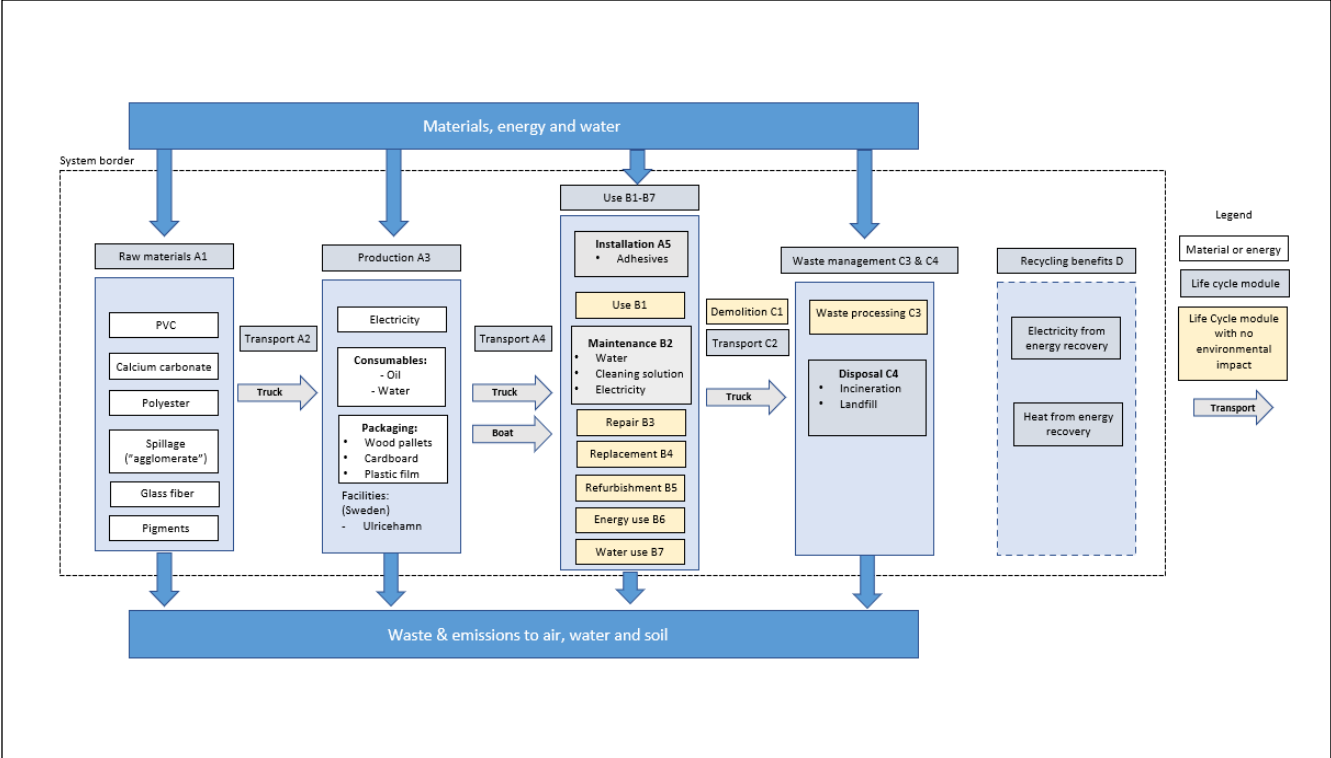 Materials, energy and water
System border
Use B1-B7
Raw materials A1
Production A3
Waste management C3 & C4
Recycling benefits D
PVC
Calcium carbonate
Polyester
Spillage
("agglomerate")
Glass fiber
Pigments
Transport A2
Truck
Electricity
Consumables:
- Oil
- Water
Packaging:
• Wood pallets
• Cardboard
• Plastic film
Facilities:
(Sweden)
- Ulricehamn
Transport A4
Truck
Boat
Installation A5
• Adhesives
Use B1
Maintenance B2
• Water
• Cleaning solution
• Electricity
Repair B3
Replacement B4
Refurbishment B5
Energy use B6
Water use B7
Demolition C1
Transport C2
Truck
Waste processing C3
Disposal C4
• Incineration
• Landfill
Electricity from
energy recovery
Heat from energy
recovery
Legend
Material or energy
Life cycle module
Life Cycle module
with no
environmental
impact
Transport
Waste & emissions to air, water and soil